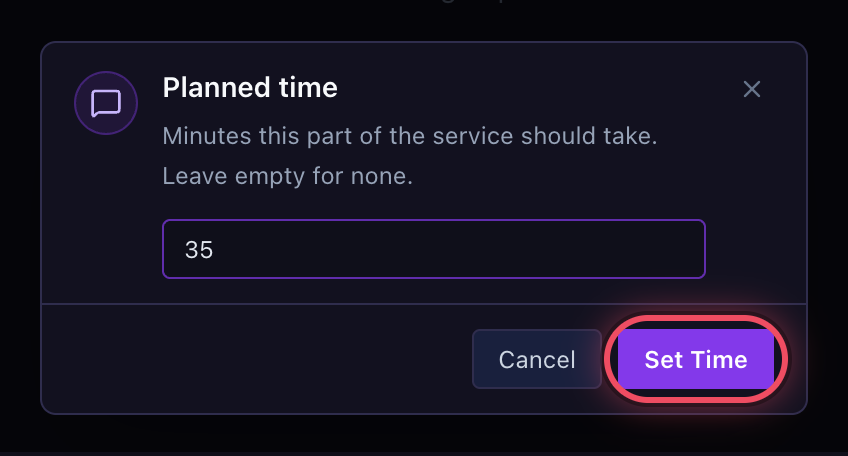 Planned time
Minutes this part of the service should take.
Leave empty for none.
35
Cancel
Set Time